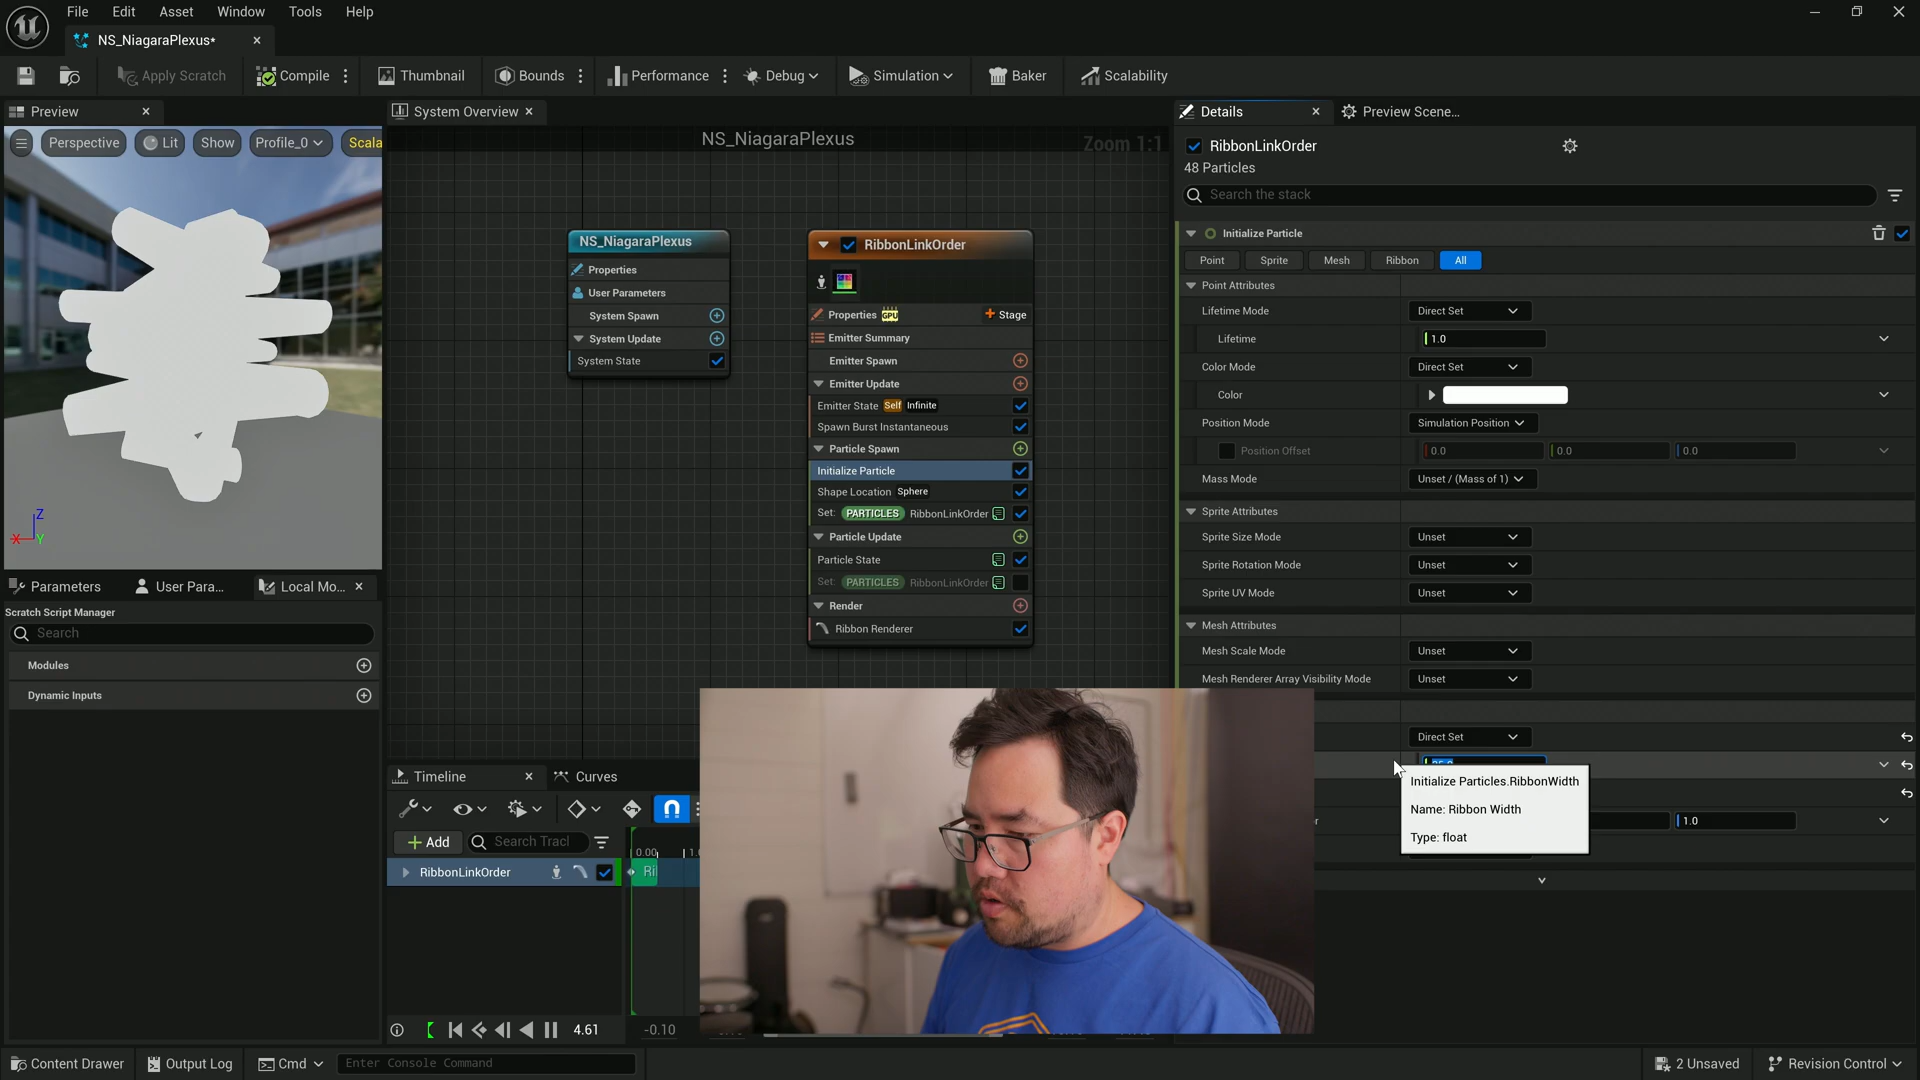 File Edit Asset Window Tools Help
NS_NiagaraPlexus*
Apply Scratch Compile Thumbnail Bounds Performance Debug Simulation Baker Scalability
Preview
System Overview
Details
Preview Scene...
Perspective Lit Show Profile_0 Scala
NS_NiagaraPlexus
Zoom 1:1
RibbonLinkOrder
48 Particles
Search the stack
Initialize Particle
Point Sprite Mesh Ribbon All
Point Attributes
Lifetime Mode Direct Set
Lifetime 1.0
Color Mode Direct Set
Color
Position Mode Simulation Position
Position Offset 0.0 0.0 0.0
Mass Mode Unset / (Mass of 1)
Sprite Attributes
Sprite Size Mode Unset
Sprite Rotation Mode Unset
Sprite UV Mode Unset
Mesh Attributes
Mesh Scale Mode Unset
Mesh Renderer Array Visibility Mode Unset
Direct Set
Initialize Particles.RibbonWidth
Name: Ribbon Width
Type: float
1.0
NS_NiagaraPlexus
Properties
User Parameters
System Spawn
System Update
System State
RibbonLinkOrder
Properties GPU Stage
Emitter Summary
Emitter Spawn
Emitter Update
Emitter State Self Infinite
Spawn Burst Instantaneous
Particle Spawn
Initialize Particle
Shape Location Sphere
Set: PARTICLES RibbonLinkOrder
Particle Update
Particle State
Set: PARTICLES RibbonLinkOrder
Render
Ribbon Renderer
Z
X
Y
Parameters User Para... Local Mo...
Scratch Script Manager
Search
Modules
Dynamic Inputs
Timeline
Curves
Add Search Tracl
0.00
RibbonLinkOrder
Ri
4.61
-0.10
Content Drawer Output Log Cmd Enter Console Command
2 Unsaved Revision Control